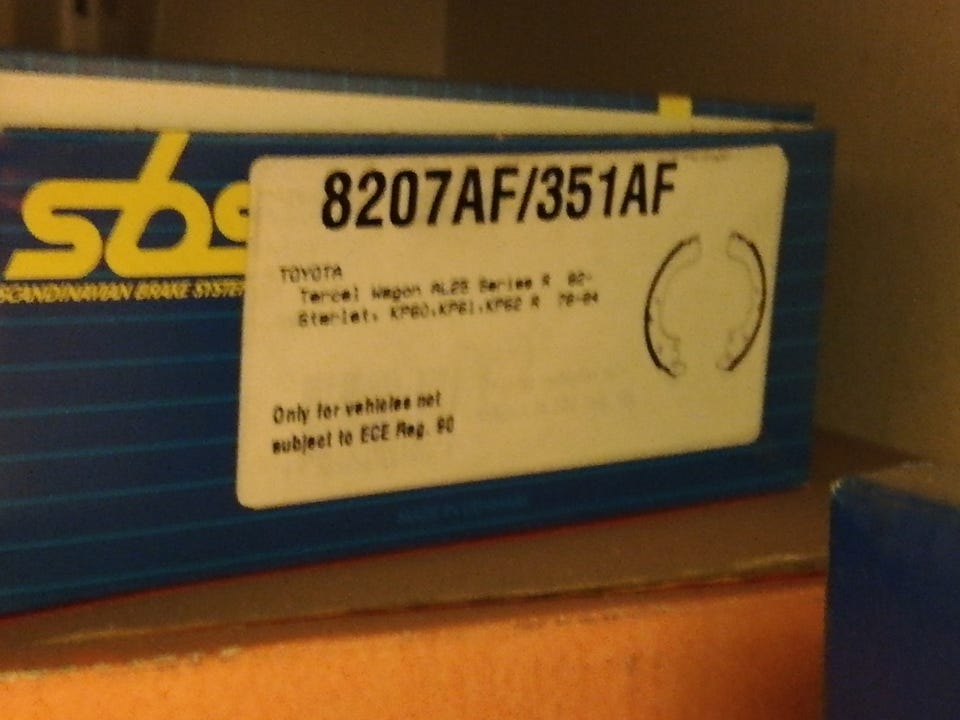 sbs
SCANDINAVIAN BRAKE SYSTEM
8207AF/351AF
TOYOTA
Tercel Wagon AL25 Series R 82-
Starlet, KP60,KP61,KP62 R 78-84
Only for vehicles not
subject to ECE Reg. 90